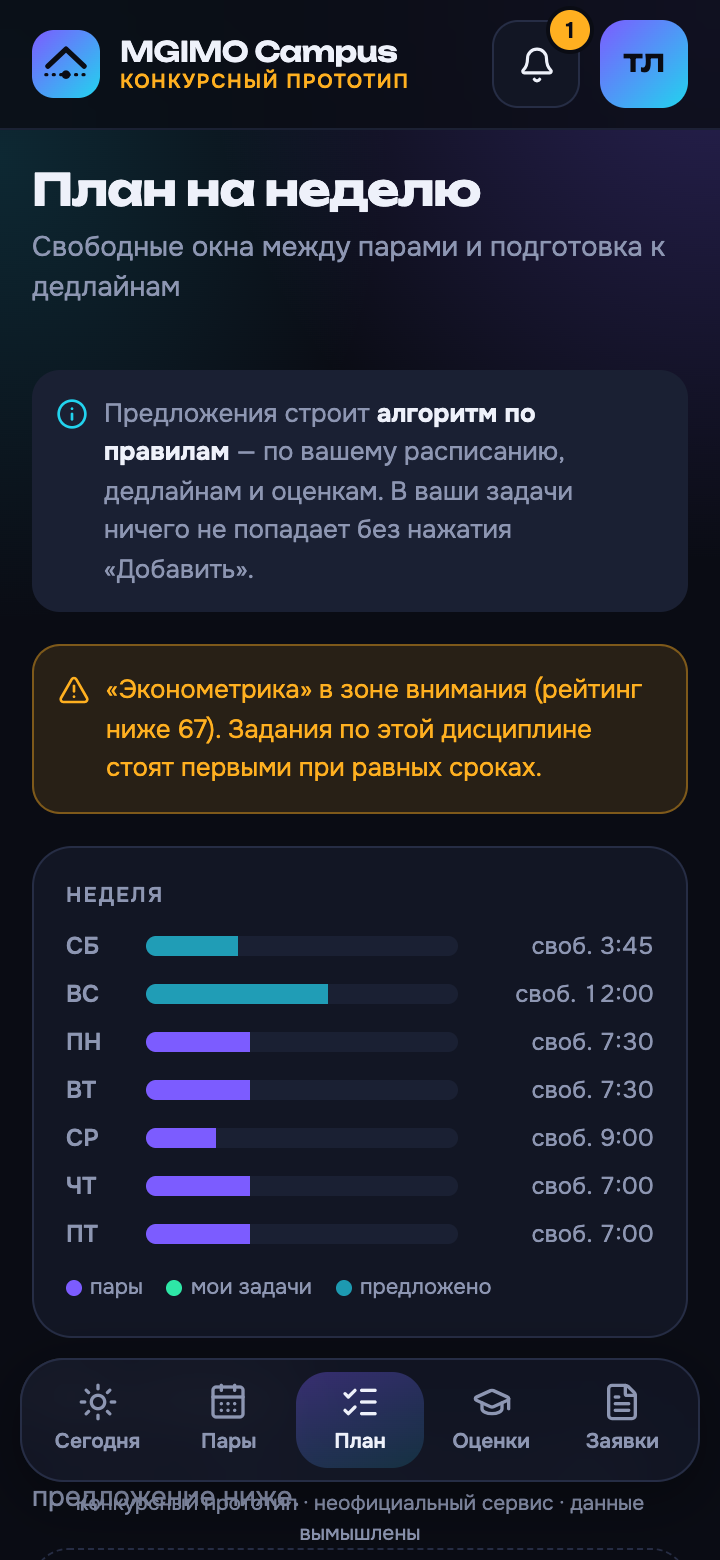 MGIMO Campus
КОНКУРСНЫЙ ПРОТОТИП
1
ТЛ
План на неделю
Свободные окна между парами и подготовка к
дедлайнам
Предложения строит алгоритм по
правилам — по вашему расписанию,
дедлайнам и оценкам. В ваши задачи
ничего не попадает без нажатия
«Добавить».
«Эконометрика» в зоне внимания (рейтинг
ниже 67). Задания по этой дисциплине
стоят первыми при равных сроках.
НЕДЕЛЯ
СБ своб. 3:45
ВС своб. 12:00
ПН своб. 7:30
ВТ своб. 7:30
СР своб. 9:00
ЧТ своб. 7:00
ПТ своб. 7:00
пары мои задачи предложено
Сегодня Пары План Оценки Заявки
предложение ниже.
конкурсный прототип · неофициальный сервис · данные
вымышлены